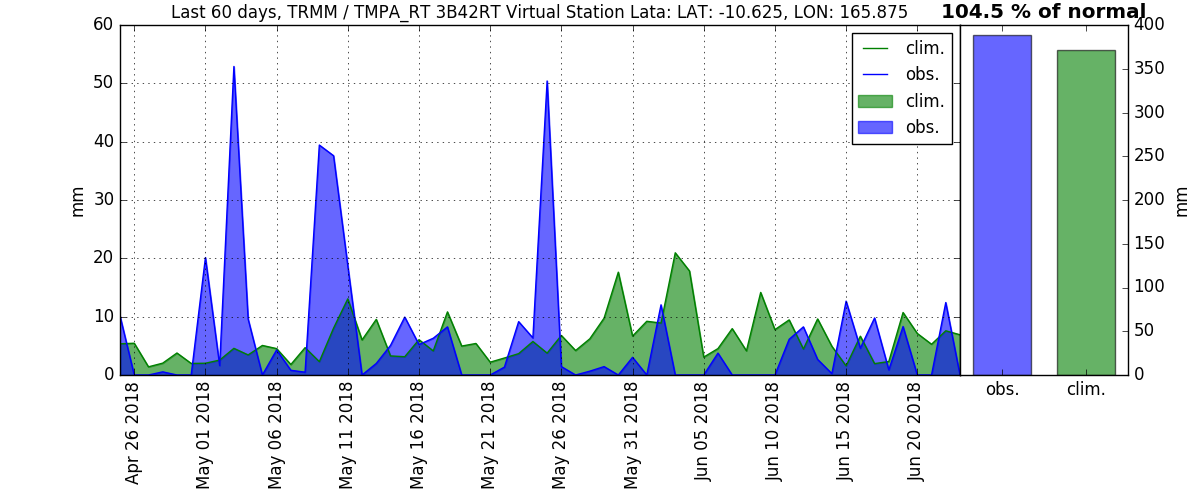 Last 60 days, TRMM / TMPA_RT 3B42RT Virtual Station Lata: LAT: -10.625, LON: 165.875
104.5 % of normal
60
50
40
30
20
10
0
mm
clim.
obs.
clim.
obs.
400
350
300
250
200
150
100
50
0
mm
Apr 26 2018
May 01 2018
May 06 2018
May 11 2018
May 16 2018
May 21 2018
May 26 2018
May 31 2018
Jun 05 2018
Jun 10 2018
Jun 15 2018
Jun 20 2018
obs.
clim.